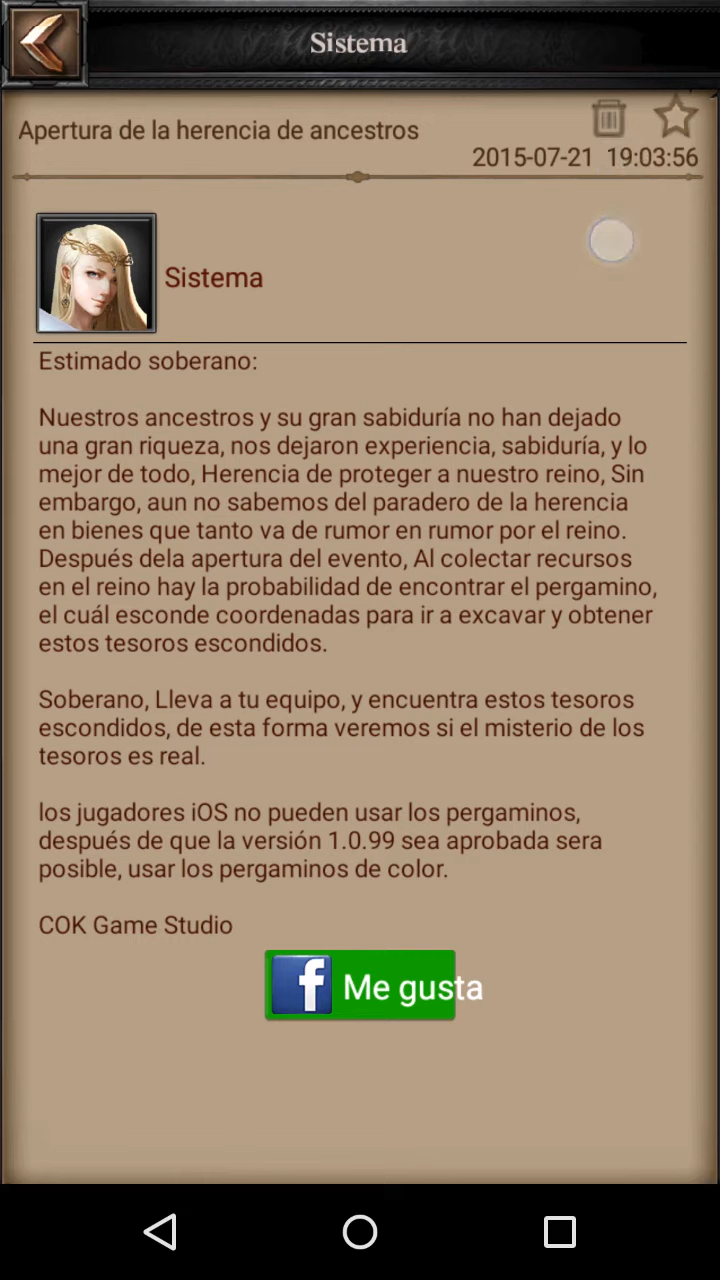 Sistema
Apertura de la herencia de ancestros
2015-07-21 19:03:56
Sistema
Estimado soberano:
Nuestros ancestros y su gran sabiduría no han dejado
una gran riqueza, nos dejaron experiencia, sabiduría, y lo
mejor de todo, Herencia de proteger a nuestro reino, Sin
embargo, aun no sabemos del paradero de la herencia
en bienes que tanto va de rumor en rumor por el reino.
Después dela apertura del evento, Al colectar recursos
en el reino hay la probabilidad de encontrar el pergamino,
el cuál esconde coordenadas para ir a excavar y obtener
estos tesoros escondidos.
Soberano, Lleva a tu equipo, y encuentra estos tesoros
escondidos, de esta forma veremos si el misterio de los
tesoros es real.
los jugadores iOS no pueden usar los pergaminos,
después de que la versión 1.0.99 sea aprobada sera
posible, usar los pergaminos de color.
COK Game Studio
f Me gusta